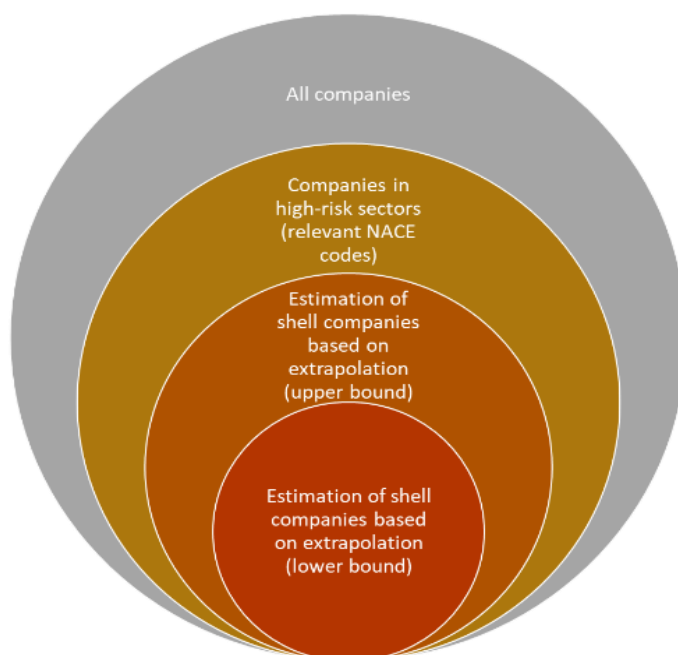 All companies
Companies in
high-risk sectors
(relevant NACE
codes)
Estimation of
shell companies
based on
extrapolation
(upper bound)
Estimation of shell
companies based
on extrapolation
(lower bound)